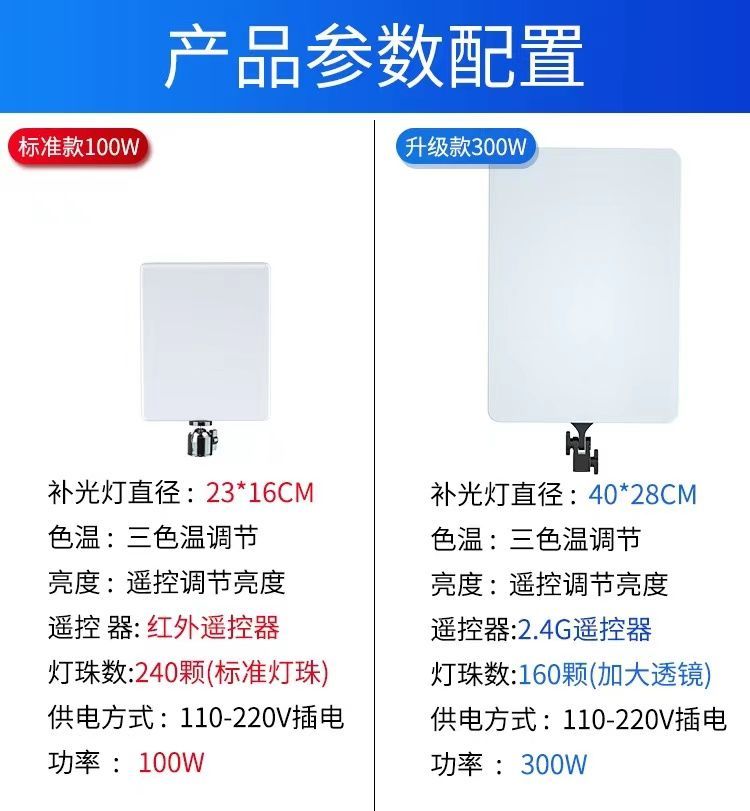 产品参数配置
标准款100W
补光灯直径：23*16CM
色温：三色温调节
亮度：遥控调节亮度
遥控 器: 红外遥控器
灯珠数:240颗(标准灯珠)
供电方式：110-220V插电
功率 ： 100W
升级款300W
补光灯直径：40*28CM
色温：三色温调节
亮度：遥控调节亮度
遥控器:2.4G遥控器
灯珠数:160颗(加大透镜)
供电方式：110-220V插电
功率 ： 300W